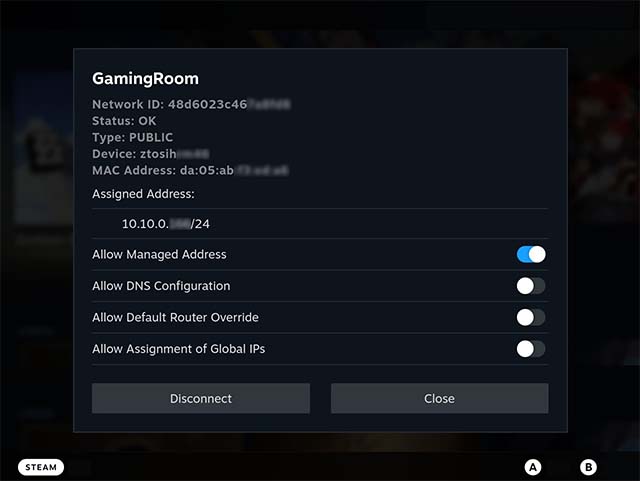 GamingRoom
Network ID: 48d6023c46
Status: OK
Type: PUBLIC
Device: ztosih
MAC Address: da:05:ab
Assigned Address:
10.10.0. /24
Allow Managed Address
Allow DNS Configuration
Allow Default Router Override
Allow Assignment of Global IPs
Disconnect Close
STEAM A B